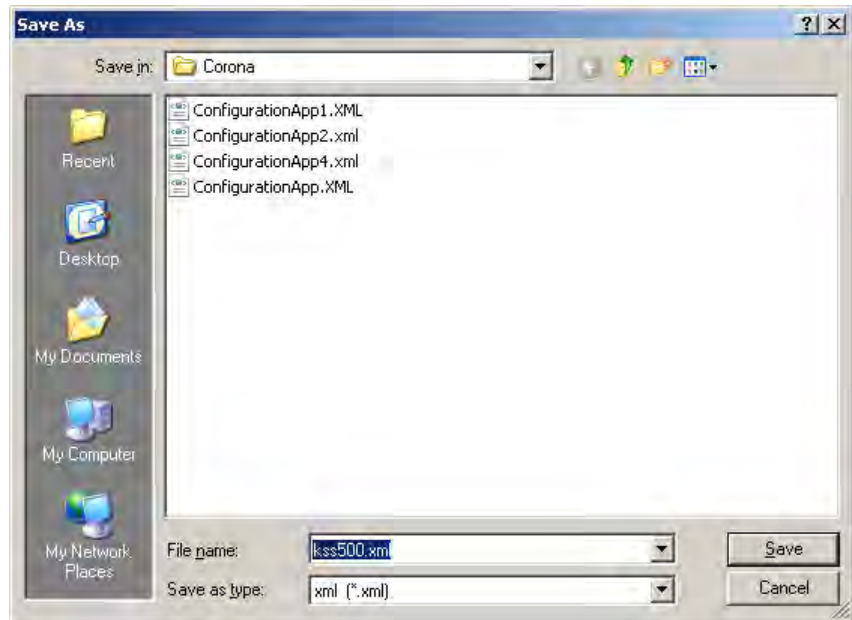 Save As
Save in: Corona
ConfigurationApp1.XML
ConfigurationApp2.xml
ConfigurationApp4.xml
ConfigurationApp.XML
Recent
Desktop
My Documents
My Computer
My Network
Places
File name: kss500.xml
Save
Save as type: xml (*.xml)
Cancel